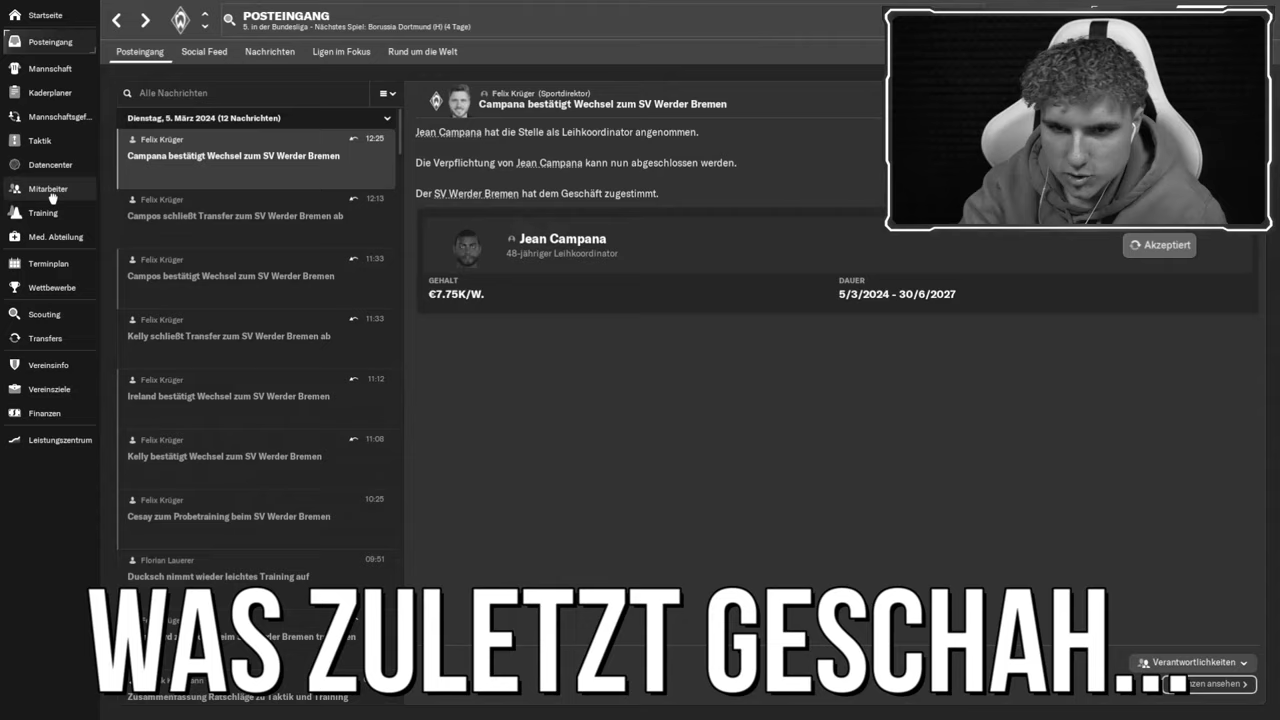 Startseite
Posteingang
Mannschaft
Kaderplaner
Mannschaftsgef...
Taktik
Datencenter
Mitarbeiter
Training
Med. Abteilung
Terminplan
Wettbewerbe
Scouting
Transfers
Vereinsinfo
Vereinsziele
Finanzen
Leistungszentrum
POSTEINGANG
5. in der Bundesliga - Nächstes Spiel: Borussia Dortmund (H) (4 Tage)
Posteingang Social Feed Nachrichten Ligen im Fokus Rund um die Welt
Alle Nachrichten
Dienstag, 5. März 2024 (12 Nachrichten)
Felix Krüger 12:25
Campana bestätigt Wechsel zum SV Werder Bremen
Felix Krüger 12:13
Campos schließt Transfer zum SV Werder Bremen ab
Felix Krüger 11:33
Campos bestätigt Wechsel zum SV Werder Bremen
Felix Krüger 11:33
Kelly schließt Transfer zum SV Werder Bremen ab
Felix Krüger 11:12
Ireland bestätigt Wechsel zum SV Werder Bremen
Felix Krüger 11:08
Kelly bestätigt Wechsel zum SV Werder Bremen
Felix Krüger 10:25
Cesay zum Probetraining beim SV Werder Bremen
Florian Lauerer 09:51
Ducksch nimmt wieder leichtes Training auf
Zusammenfassung Ratschläge zu Taktik und Training
Felix Krüger (Sportdirektor)
Campana bestätigt Wechsel zum SV Werder Bremen
Jean Campana hat die Stelle als Leihkoordinator angenommen.
Die Verpflichtung von Jean Campana kann nun abgeschlossen werden.
Der SV Werder Bremen hat dem Geschäft zugestimmt.
Jean Campana
48-jähriger Leihkoordinator
Akzeptiert
GEHALT DAUER
€7.75K/W. 5/3/2024 - 30/6/2027
WAS ZULETZT GESCHAH...
Verantwortlichkeiten
ansehen